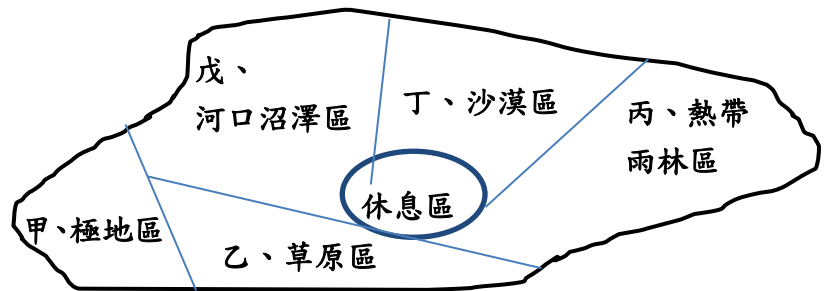 戊、
河口沼澤區
丁、沙漠區
丙、熱帶
雨林區
休息區
甲、極地區
乙、草原區